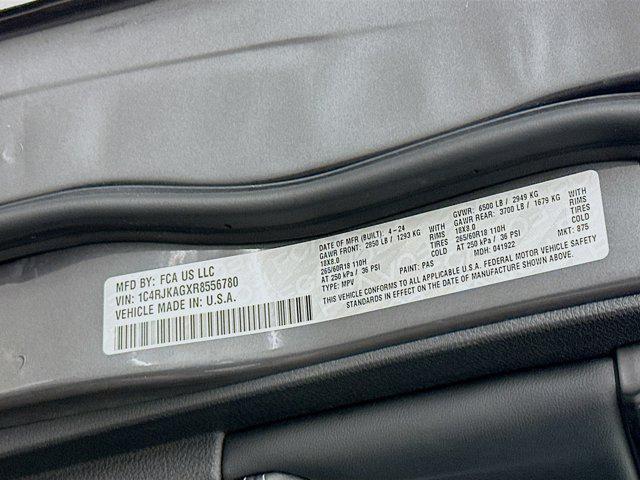 MFD BY: FCA US LLC
VIN: 1C4RJKAGXR8556780
VEHICLE MADE IN: U.S.A.
DATE OF MFR (BUILT): 4-24
GAWR FRONT: 2850 LB / 1293 KG WITH
18X8.0 RIMS
265/60R18 110H TIRES
AT 250 kPa / 36 PSI COLD
TYPE: MPV PAINT: PAS
GVWR: 6500 LB / 2949 KG
GAWR REAR: 3700 LB / 1679 KG WITH
18X8.0 RIMS
265/60R18 110H TIRES
AT 250 kPa / 36 PSI COLD
MDH: 041922 MKT: 875
THIS VEHICLE CONFORMS TO ALL APPLICABLE U.S.A. FEDERAL MOTOR VEHICLE SAFETY
STANDARDS IN EFFECT ON THE DATE OF MANUFACTURE SHOWN ABOVE.